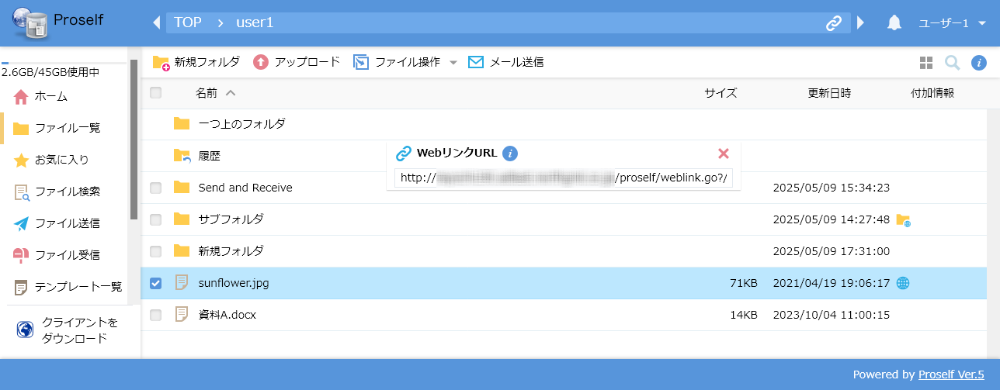 Proself
TOP > user1
ユーザー1
2.6GB/45GB使用中
ホーム
ファイル一覧
お気に入り
ファイル検索
ファイル送信
ファイル受信
テンプレート一覧
クライアントを
ダウンロード
新規フォルダ アップロード ファイル操作 メール送信
名前 サイズ 更新日時 付加情報
一つ上のフォルダ
履歴
WebリンクURL
http:// /proself/weblink.go?/
Send and Receive 2025/05/09 15:34:23
サブフォルダ 2025/05/09 14:27:48
新規フォルダ 2025/05/09 17:31:00
sunflower.jpg 71KB 2021/04/19 19:06:17
資料A.docx 14KB 2023/10/04 11:00:15
Powered by Proself Ver.5